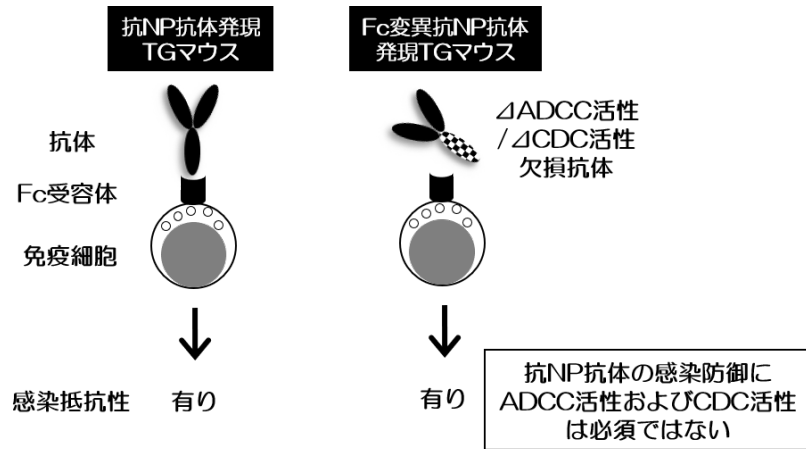 抗NP抗体発現
TGマウス
Fc変異抗NP抗体
発現TGマウス
抗体
⊿ADCC活性
/⊿CDC活性
欠損抗体
Fc受容体
免疫細胞
感染抵抗性
有り
有り
抗NP抗体の感染防御に
ADCC活性およびCDC活性
は必須ではない